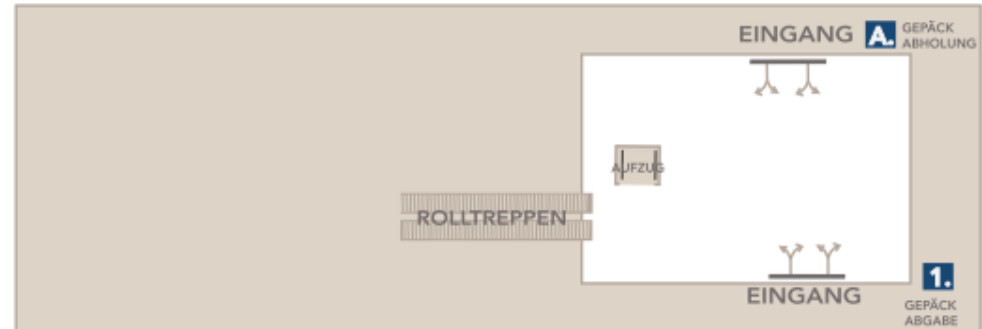 EINGANG A. GEPÄCK
ABHOLUNG
AUFZUG
ROLLTREPPEN
1.
EINGANG
GEPÄCK
ABGABE